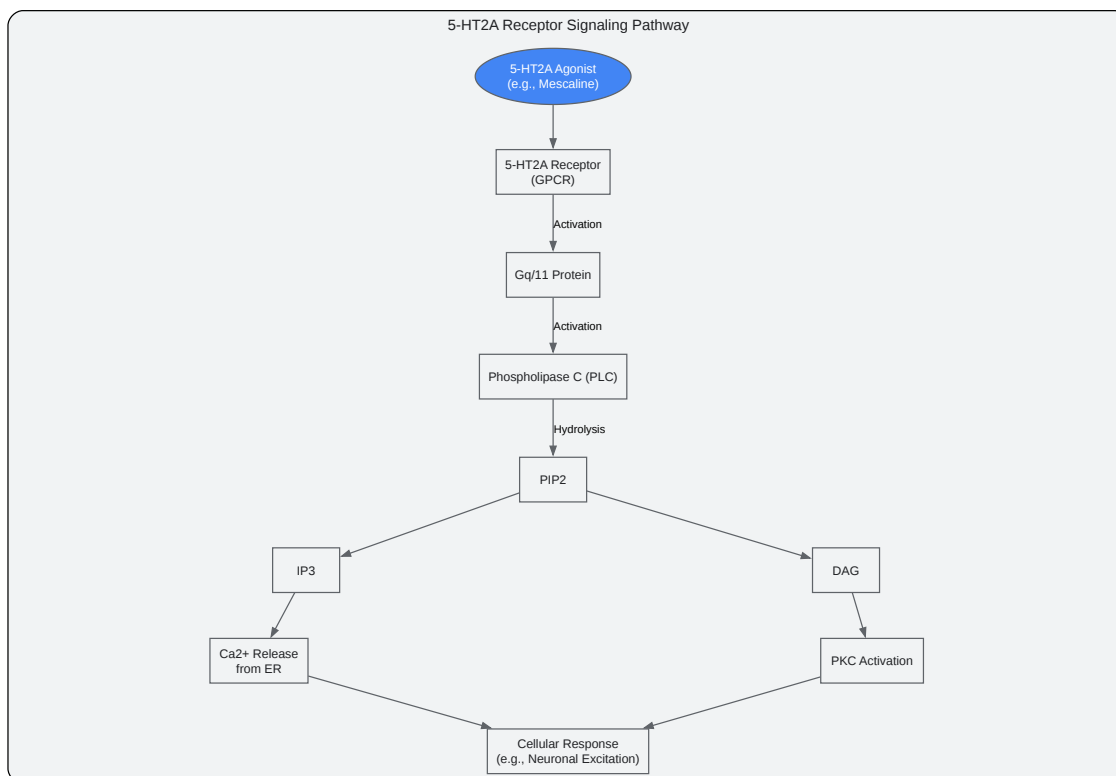 5-HT2A Receptor Signaling Pathway
5-HT2A Agonist
(e.g., Mescaline)
5-HT2A Receptor
(GPCR)
Activation
Gq/11 Protein
Activation
Phospholipase C (PLC)
Hydrolysis
PIP2
IP3
DAG
Ca2+ Release
from ER
PKC Activation
Cellular Response
(e.g., Neuronal Excitation)